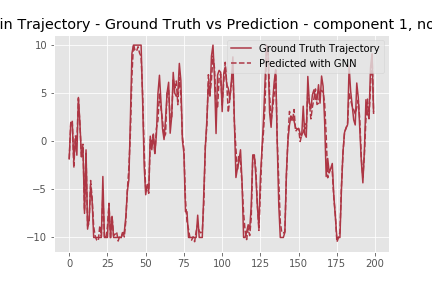 in Trajectory - Ground Truth vs Prediction - component 1, no
Ground Truth Trajectory
Predicted with GNN
10
5
0
−5
−10
0 25 50 75 100 125 150 175 200